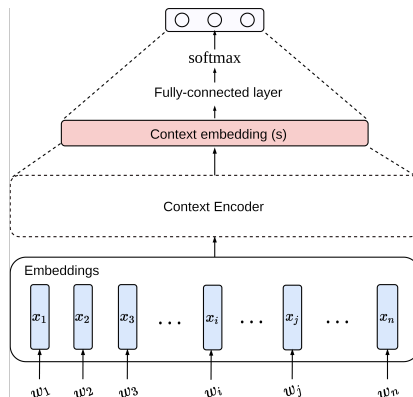 softmax
Fully-connected layer
Context embedding (s)
Context Encoder
Embeddings
x₁ x₂ x₃ ... xᵢ ... xⱼ ... xₙ
w₁ w₂ w₃ wᵢ wⱼ wₙ